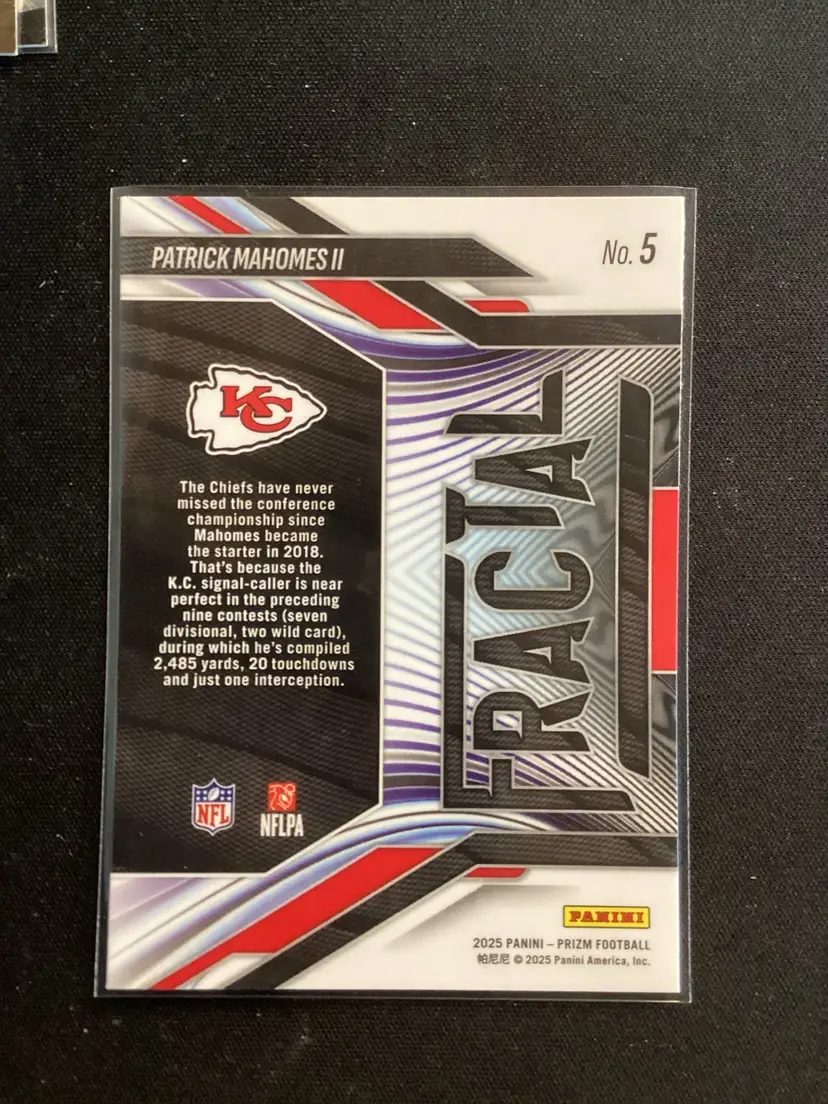 PATRICK MAHOMES II
No. 5
KC
The Chiefs have never
missed the conference
championship since
Mahomes became
the starter in 2018.
That's because the
K.C. signal-caller is near
perfect in the preceding
nine contests (seven
divisional, two wild card),
during which he's compiled
2,485 yards, 20 touchdowns
and just one interception.
FRACTAL
NFL
NFLPA
PANINI
2025 PANINI – PRIZM FOOTBALL
帕尼尼 © 2025 Panini America, Inc.